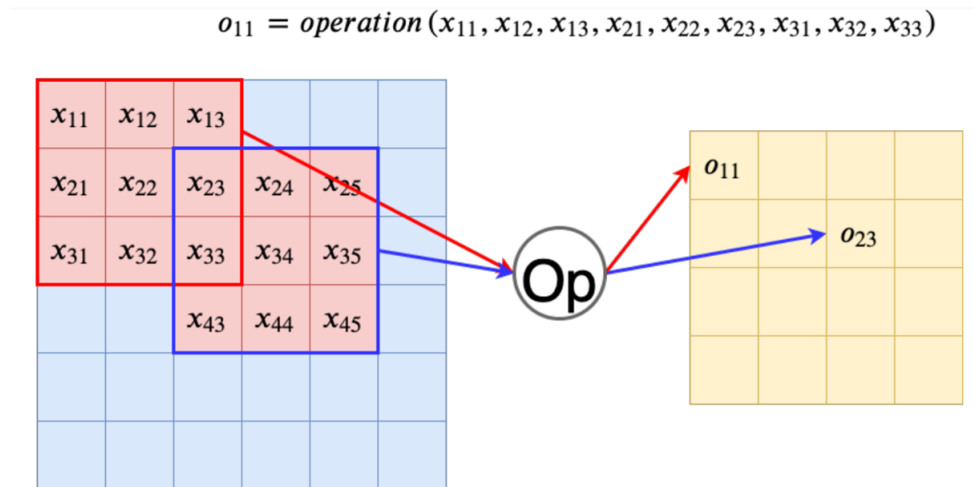 o₁₁ = operation (x₁₁, x₁₂, x₁₃, x₂₁, x₂₂, x₂₃, x₃₁, x₃₂, x₃₃)
x₁₁ x₁₂ x₁₃
x₂₁ x₂₂ x₂₃ x₂₄ x₂₅
x₃₁ x₃₂ x₃₃ x₃₄ x₃₅
x₄₃ x₄₄ x₄₅
Op
o₁₁
o₂₃